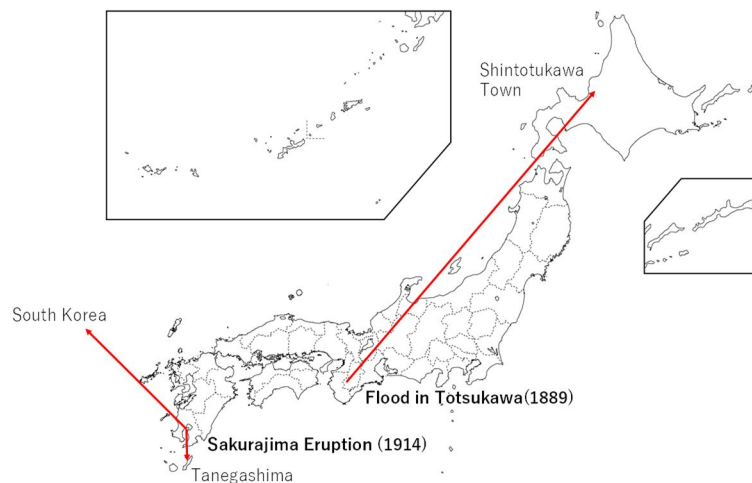 Shintotukawa
Town
South Korea
Flood in Totsukawa(1889)
Sakurajima Eruption (1914)
Tanegashima